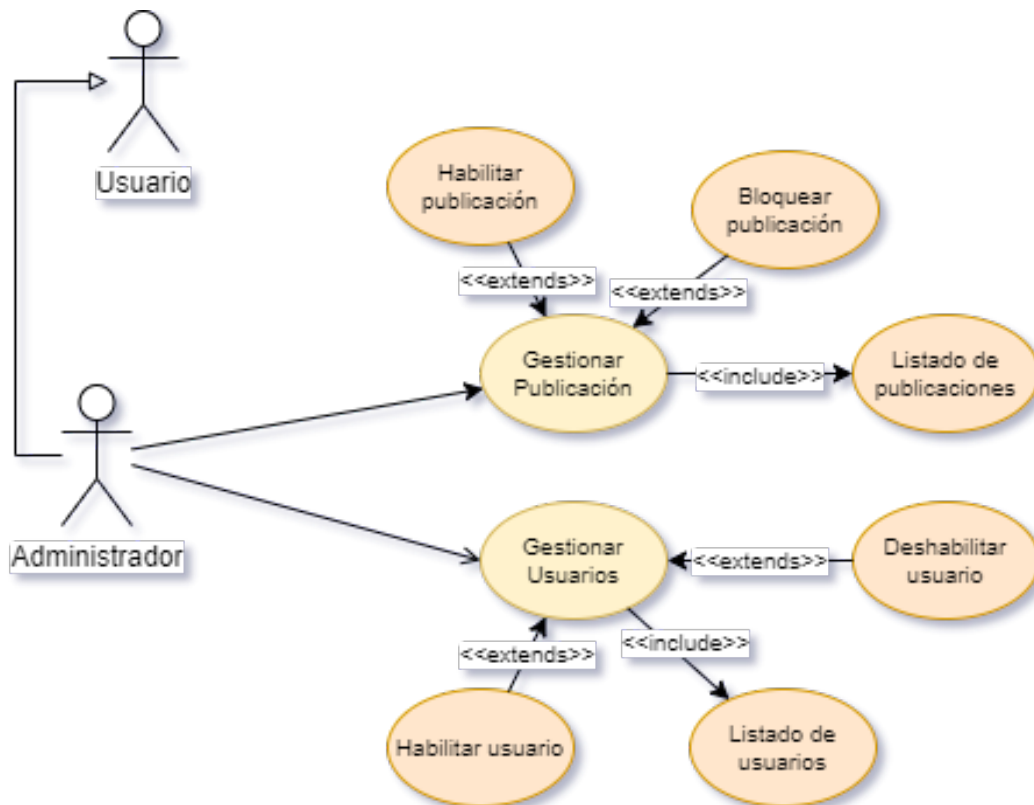 Usuario
Habilitar
publicación
Bloquear
publicación
<<extends>>
<<extends>>
Gestionar
Publicación
<<include>>
Listado de
publicaciones
Administrador
Gestionar
Usuarios
<<extends>>
Deshabilitar
usuario
<<extends>>
<<include>>
Habilitar usuario
Listado de
usuarios